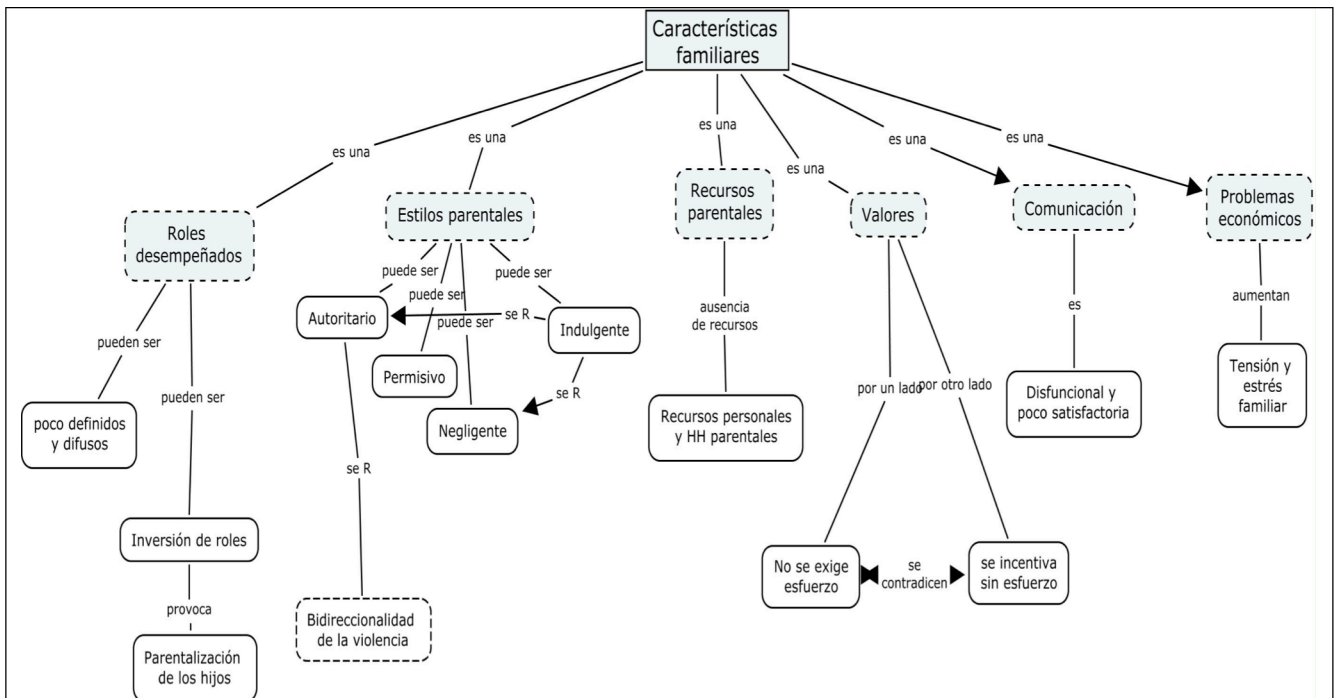 Características
familiares
es una
es una
es una
es una
es una
es una
Roles
desempeñados
Estilos parentales
Recursos
parentales
Valores
Comunicación
Problemas
económicos
pueden ser
pueden ser
puede ser
puede ser
puede ser
puede ser
ausencia
de recursos
por un lado
por otro lado
es
aumentan
Autoritario
se R
Indulgente
Permisivo
se R
Negligente
poco definidos
y difusos
Recursos personales
y HH parentales
Disfuncional y
poco satisfactoria
Tensión y
estrés
familiar
se R
Inversión de roles
No se exige
esfuerzo
se
contradicen
se incentiva
sin esfuerzo
provoca
Bidireccionalidad
de la violencia
Parentalización
de los hijos